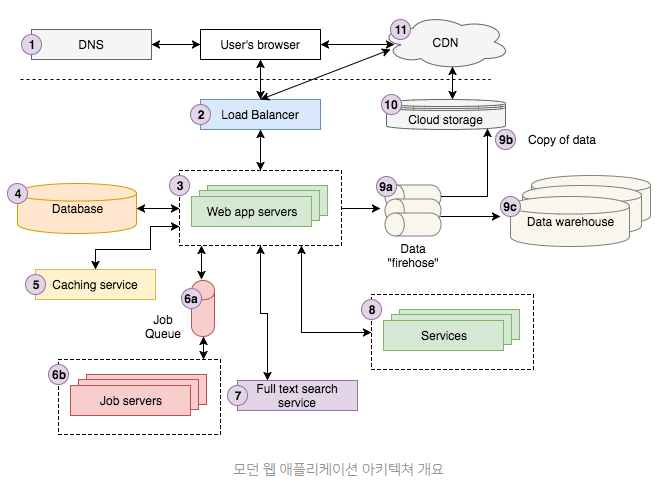 1
DNS
User's browser
11
CDN
2
Load Balancer
10
Cloud storage
9b
Copy of data
3
Web app servers
4
Database
9a
Data
"firehose"
9c
Data warehouse
5
Caching service
6a
Job
Queue
8
Services
6b
Job servers
7
Full text search
service
모던 웹 애플리케이션 아키텍쳐 개요